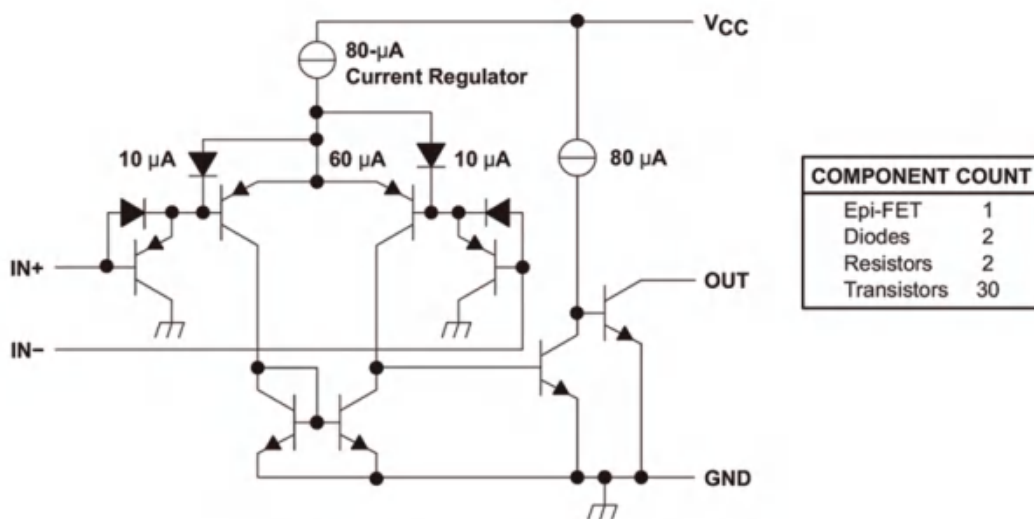 VCC
80-µA
Current Regulator
10 µA
60 µA
10 µA
80 µA
IN+
IN−
OUT
GND
COMPONENT COUNT
Epi-FET 1
Diodes 2
Resistors 2
Transistors 30